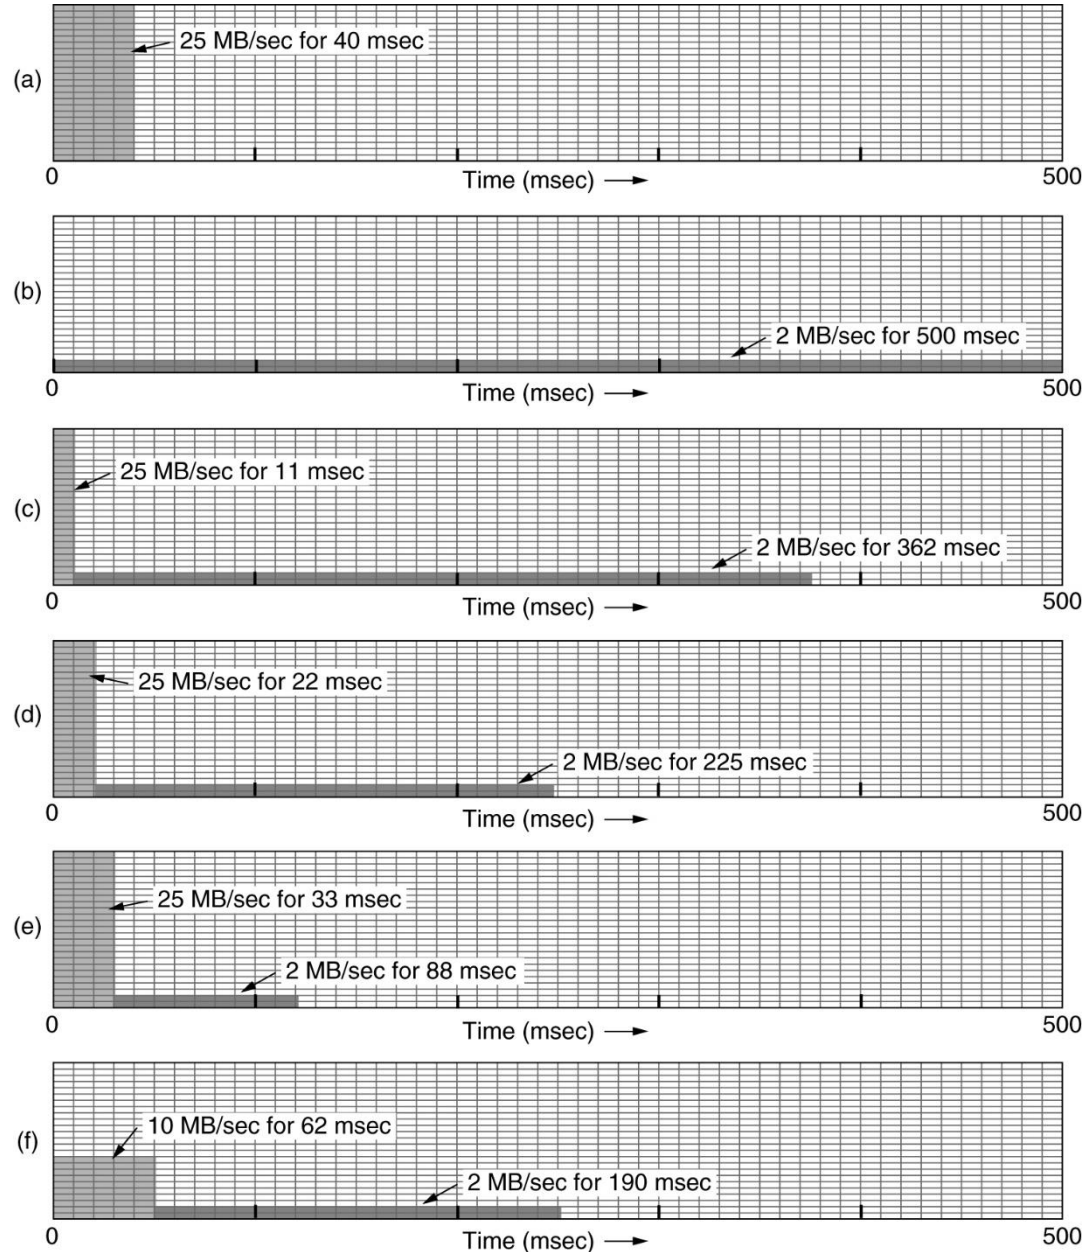 25 MB/sec for 40 msec
(a)
0 Time (msec) 500
(b)
2 MB/sec for 500 msec
0 Time (msec) 500
25 MB/sec for 11 msec
(c)
2 MB/sec for 362 msec
0 Time (msec) 500
25 MB/sec for 22 msec
(d)
2 MB/sec for 225 msec
0 Time (msec) 500
25 MB/sec for 33 msec
(e)
2 MB/sec for 88 msec
0 Time (msec) 500
10 MB/sec for 62 msec
(f)
2 MB/sec for 190 msec
0 Time (msec) 500